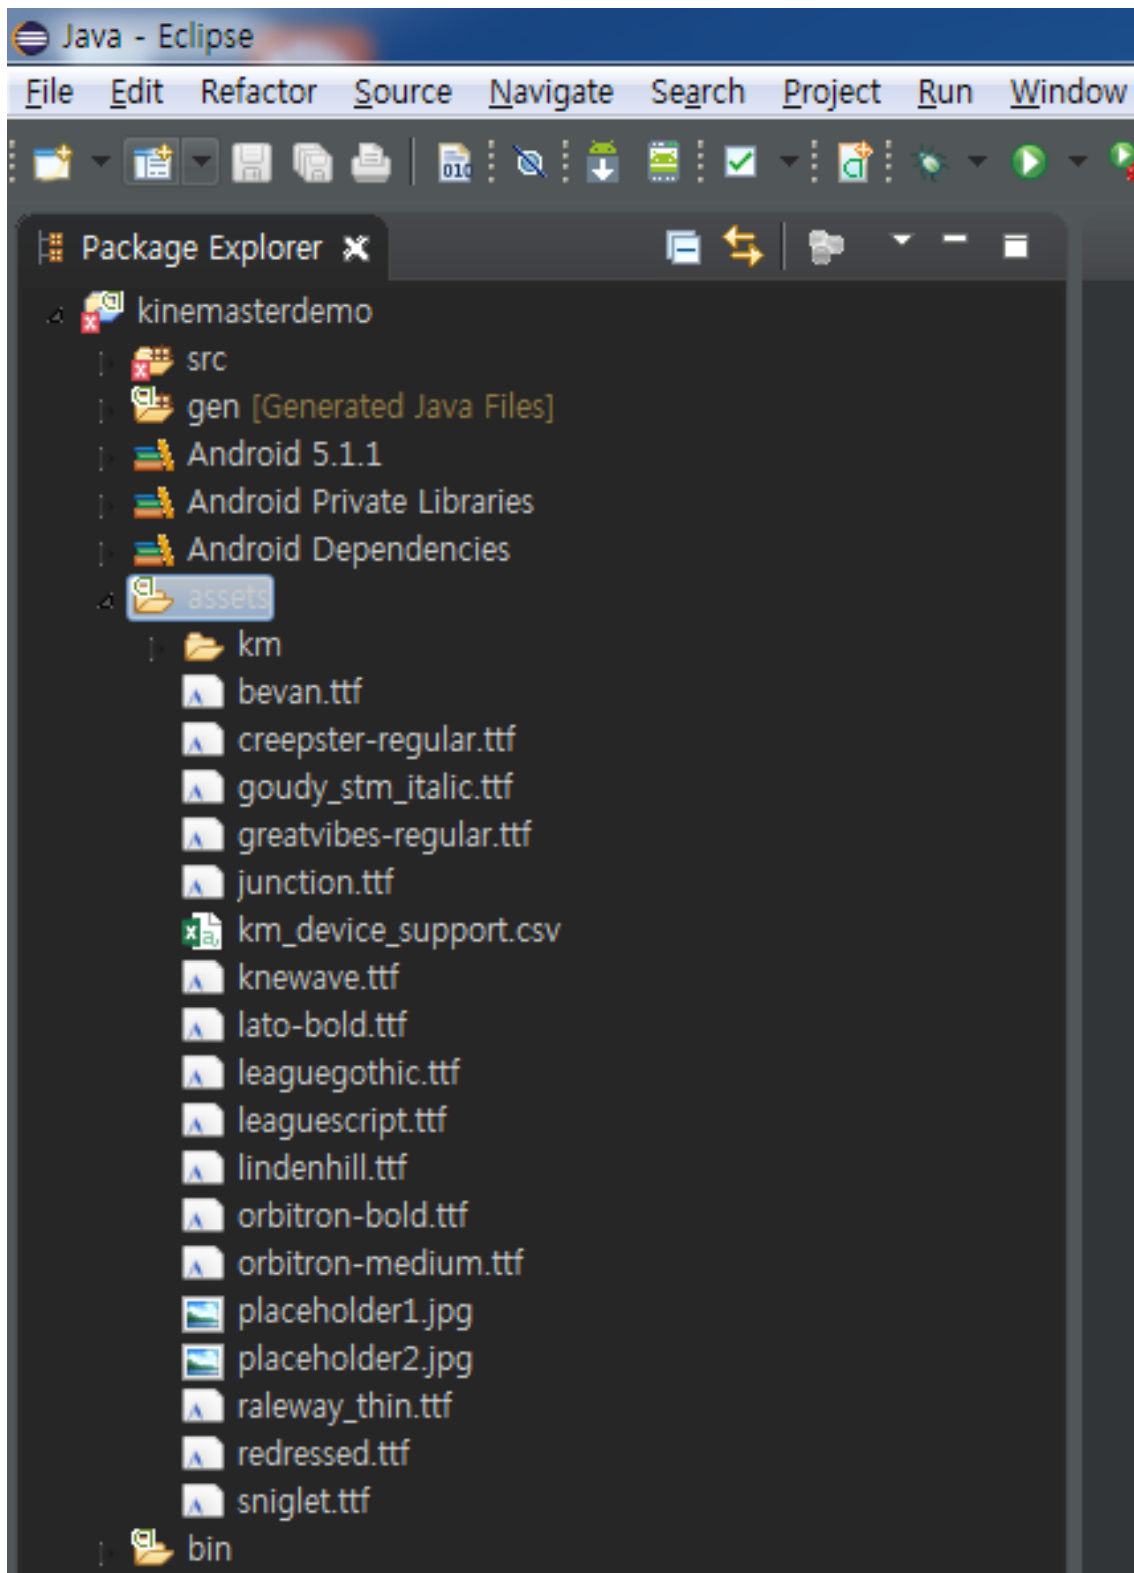 Java - Eclipse
File Edit Refactor Source Navigate Search Project Run Window
010
Package Explorer
kinemasterdemo
src
gen [Generated Java Files]
Android 5.1.1
Android Private Libraries
Android Dependencies
assets
km
bevan.ttf
creepster-regular.ttf
goudy_stm_italic.ttf
greatvibes-regular.ttf
junction.ttf
km_device_support.csv
knewave.ttf
lato-bold.ttf
leaguegothic.ttf
leaguescript.ttf
lindenhill.ttf
orbitron-bold.ttf
orbitron-medium.ttf
placeholder1.jpg
placeholder2.jpg
raleway_thin.ttf
redressed.ttf
sniglet.ttf
bin